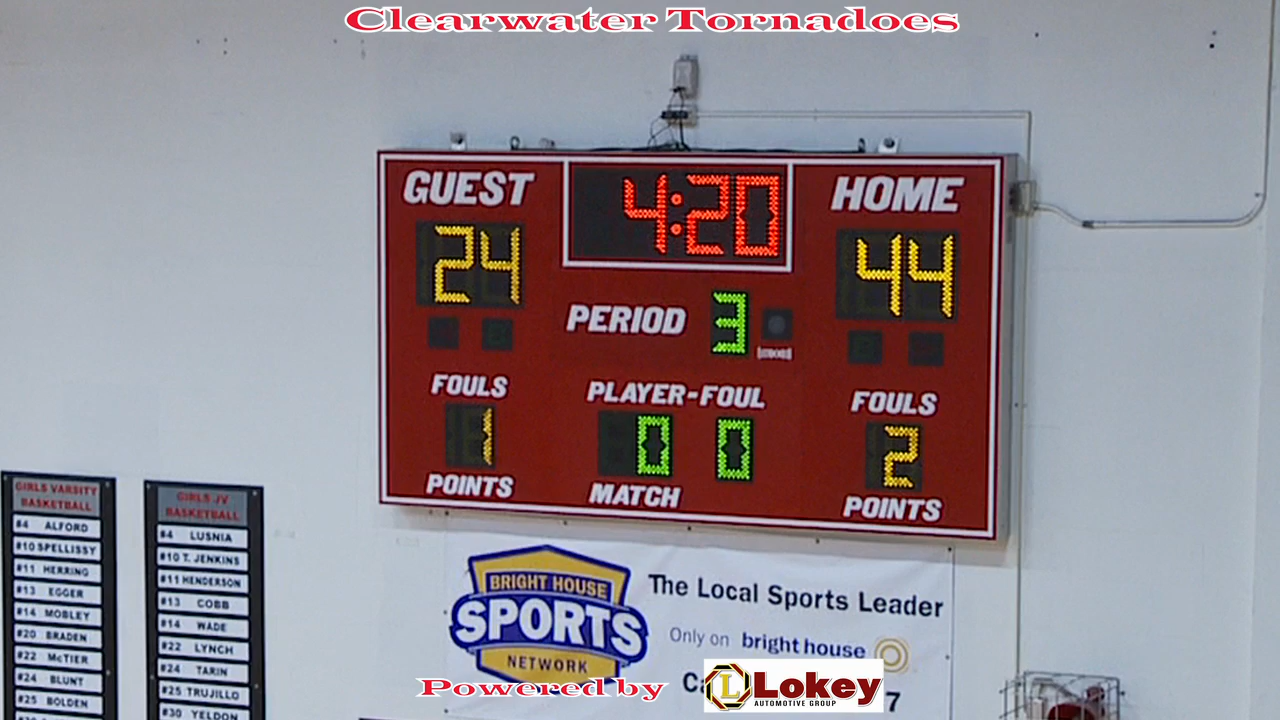 Clearwater Tornadoes
GUEST
4:20
HOME
24
44
PERIOD 3
FOULS
PLAYER-FOUL
FOULS
1
0 0
2
POINTS
MATCH
POINTS
GIRLS VARSITY
BASKETBALL
#4 ALFORD
#10 SPELLISSY
#11 HERRING
#13 EGGER
#14 MOBLEY
#20 BRADEN
#22 McTIER
#24 BLUNT
#25 BOLDEN
GIRLS JV
BASKETBALL
#4 LUSNIA
#10 T. JENKINS
#11 HENDERSON
#13 COBB
#14 WADE
#22 LYNCH
#24 TARIN
#25 TRUJILLO
#30 YELDON
BRIGHT HOUSE
SPORTS
NETWORK
The Local Sports Leader
Only on bright house
Ca 7
Powered by
L Lokey
AUTOMOTIVE GROUP